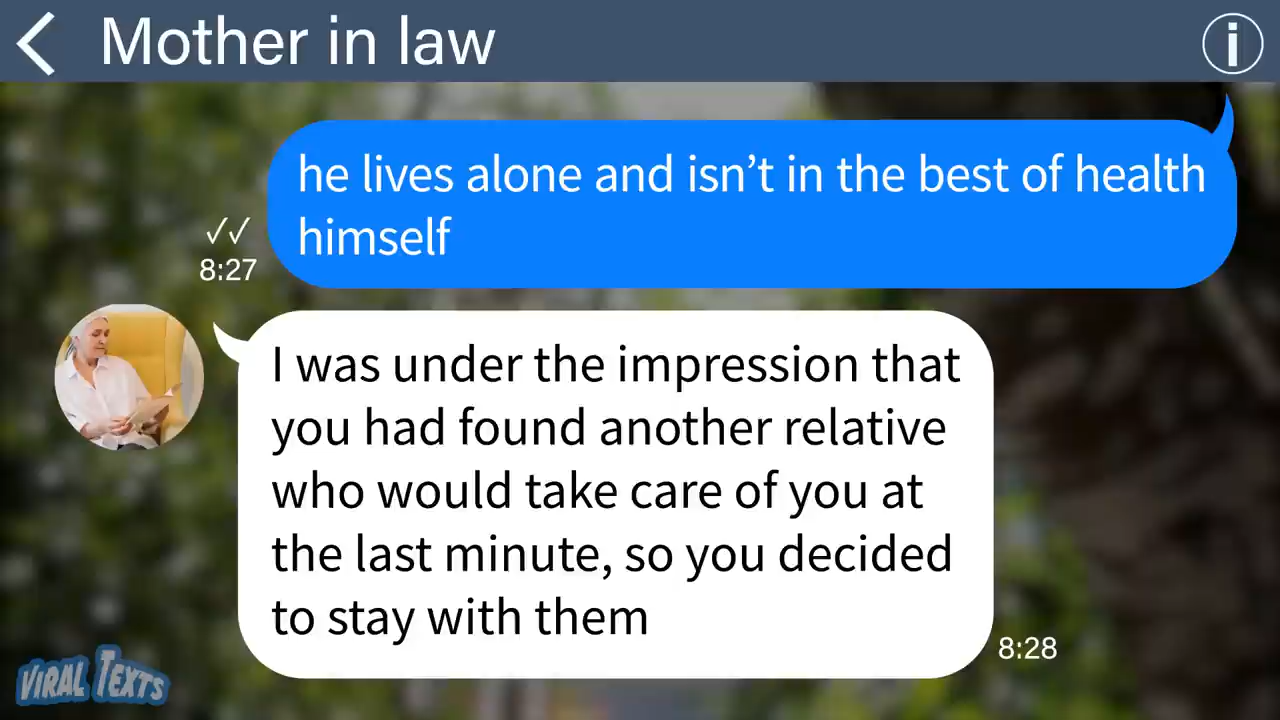 Mother in law
i
he lives alone and isn't in the best of health
himself
✓✓
8:27
I was under the impression that
you had found another relative
who would take care of you at
the last minute, so you decided
to stay with them
8:28
VIRAL TEXTS